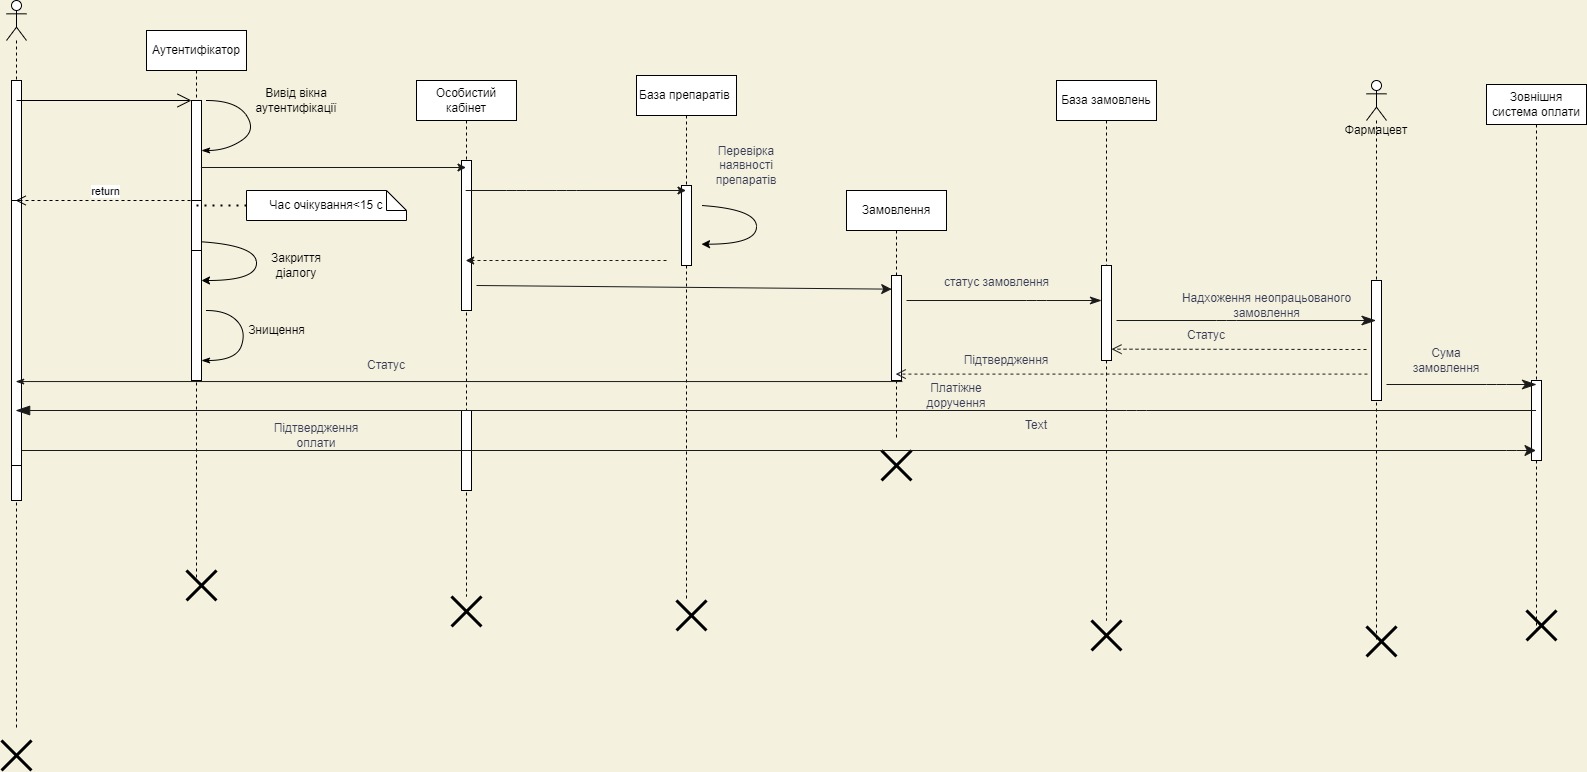 Аутентифікатор
Вивід вікна
аутентифікації
Особистий
кабінет
База препаратів
База замовлень
Фармацевт
Зовнішня
система оплати
Перевірка
наявності
препаратів
return
Час очікування<15 с
Замовлення
Закриття
діалогу
статус замовлення
Надхоження неопрацьованого
замовлення
Знищення
Статус
Підтвердження
Сума
замовлення
Статус
Платіжне
доручення
Підтвердження
оплати
Text